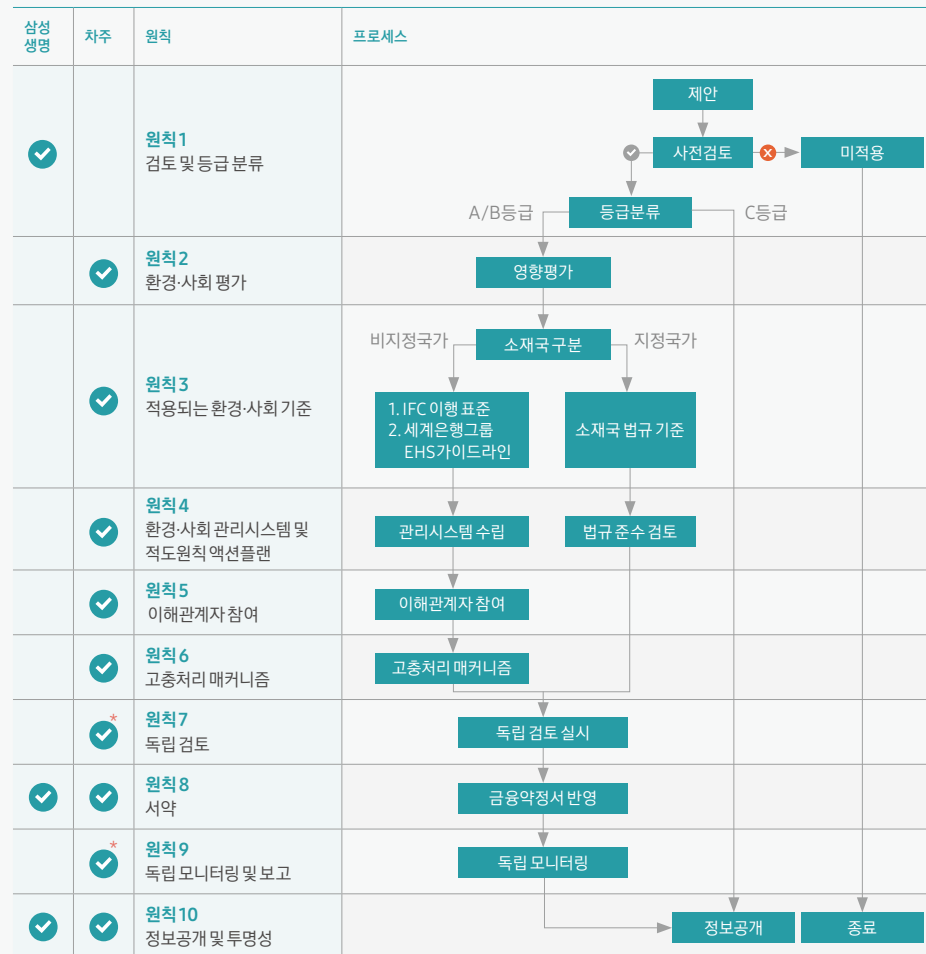 삼성
생명
차주
원칙
프로세스
원칙1
검토 및 등급 분류
제안
사전검토
미적용
A/B등급
등급분류
C등급
원칙2
환경·사회 평가
영향평가
원칙3
적용되는 환경·사회 기준
비지정국가
소재국 구분
지정국가
1. IFC 이행 표준
2. 세계은행그룹
EHS가이드라인
소재국 법규 기준
원칙4
환경·사회 관리시스템 및
적도원칙 액션플랜
관리시스템 수립
법규 준수 검토
원칙5
이해관계자 참여
이해관계자 참여
원칙6
고충처리 매커니즘
고충처리 매커니즘
*
원칙7
독립 검토
독립 검토 실시
원칙8
서약
금융약정서 반영
*
원칙9
독립 모니터링 및 보고
독립 모니터링
원칙10
정보공개 및 투명성
정보공개
종료